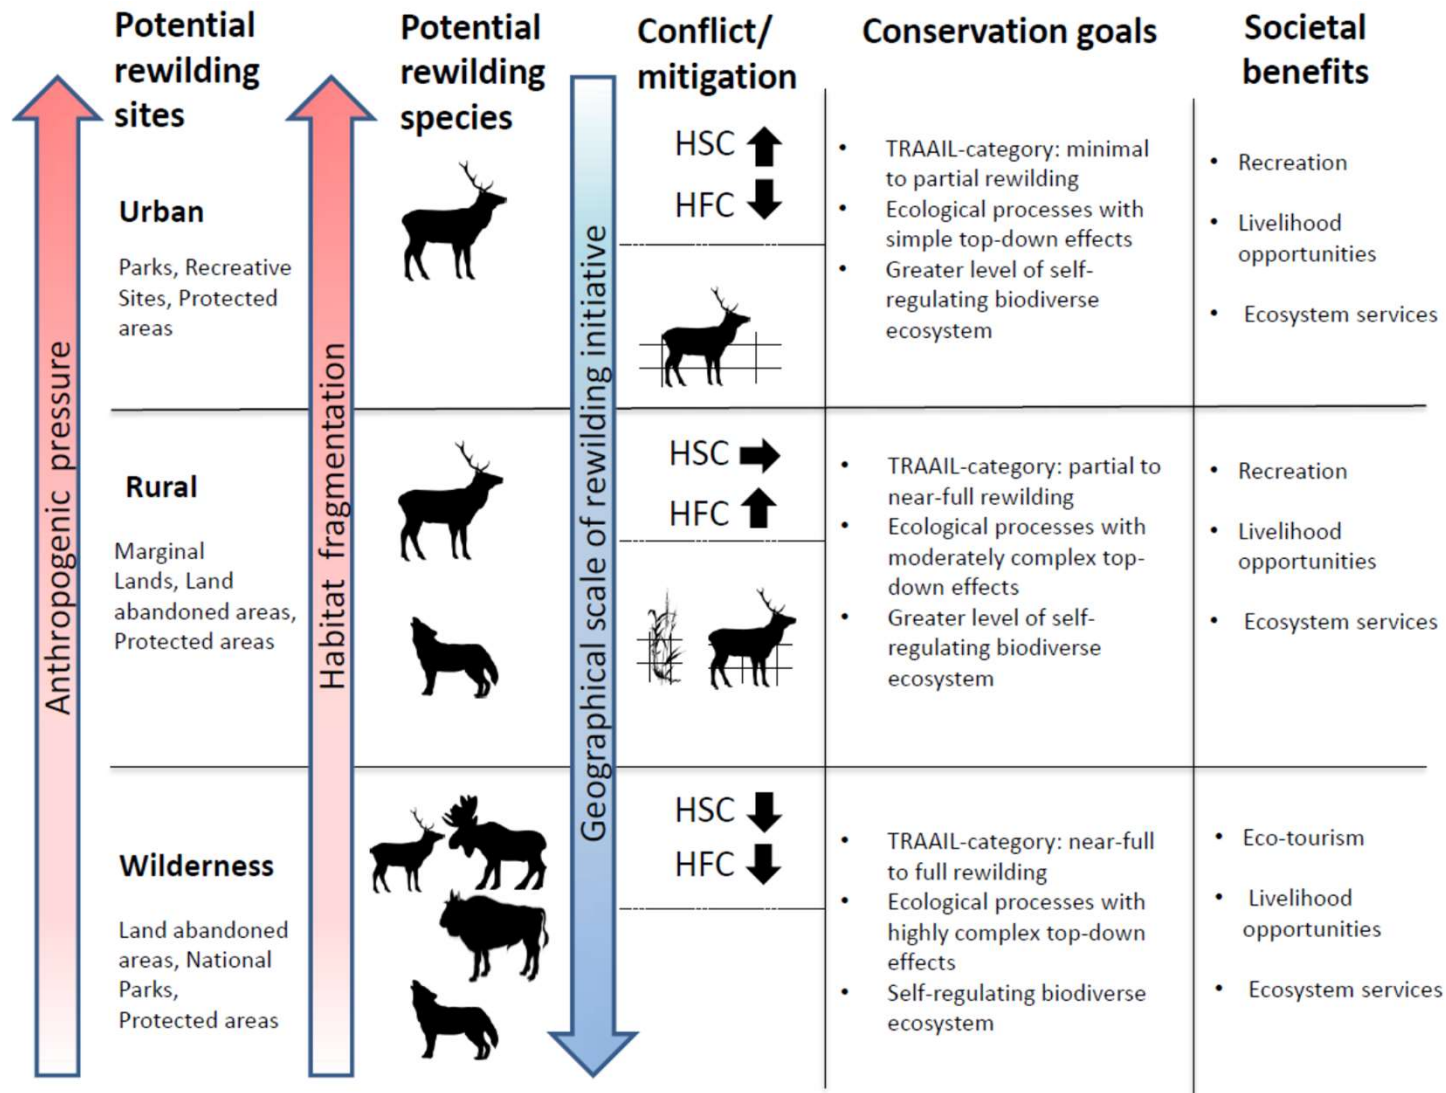 Potential
rewilding
sites
Potential
rewilding
species
Conflict/
mitigation
Conservation goals
Societal
benefits
Anthropogenic pressure
Habitat fragmentation
Geographical scale of rewilding initiative
Urban
Parks, Recreative
Sites, Protected
areas
HSC
HFC
• TRAAIL-category: minimal
to partial rewilding
• Ecological processes with
simple top-down effects
• Greater level of self-
regulating biodiverse
ecosystem
• Recreation
• Livelihood
opportunities
• Ecosystem services
Rural
Marginal
Lands, Land
abandoned areas,
Protected areas
HSC
HFC
• TRAAIL-category: partial to
near-full rewilding
• Ecological processes with
moderately complex top-
down effects
• Greater level of self-
regulating biodiverse
ecosystem
• Recreation
• Livelihood
opportunities
• Ecosystem services
Wilderness
Land abandoned
areas, National
Parks,
Protected areas
HSC
HFC
• TRAAIL-category: near-full
to full rewilding
• Ecological processes with
highly complex top-down
effects
• Self-regulating biodiverse
ecosystem
• Eco-tourism
• Livelihood
opportunities
• Ecosystem services